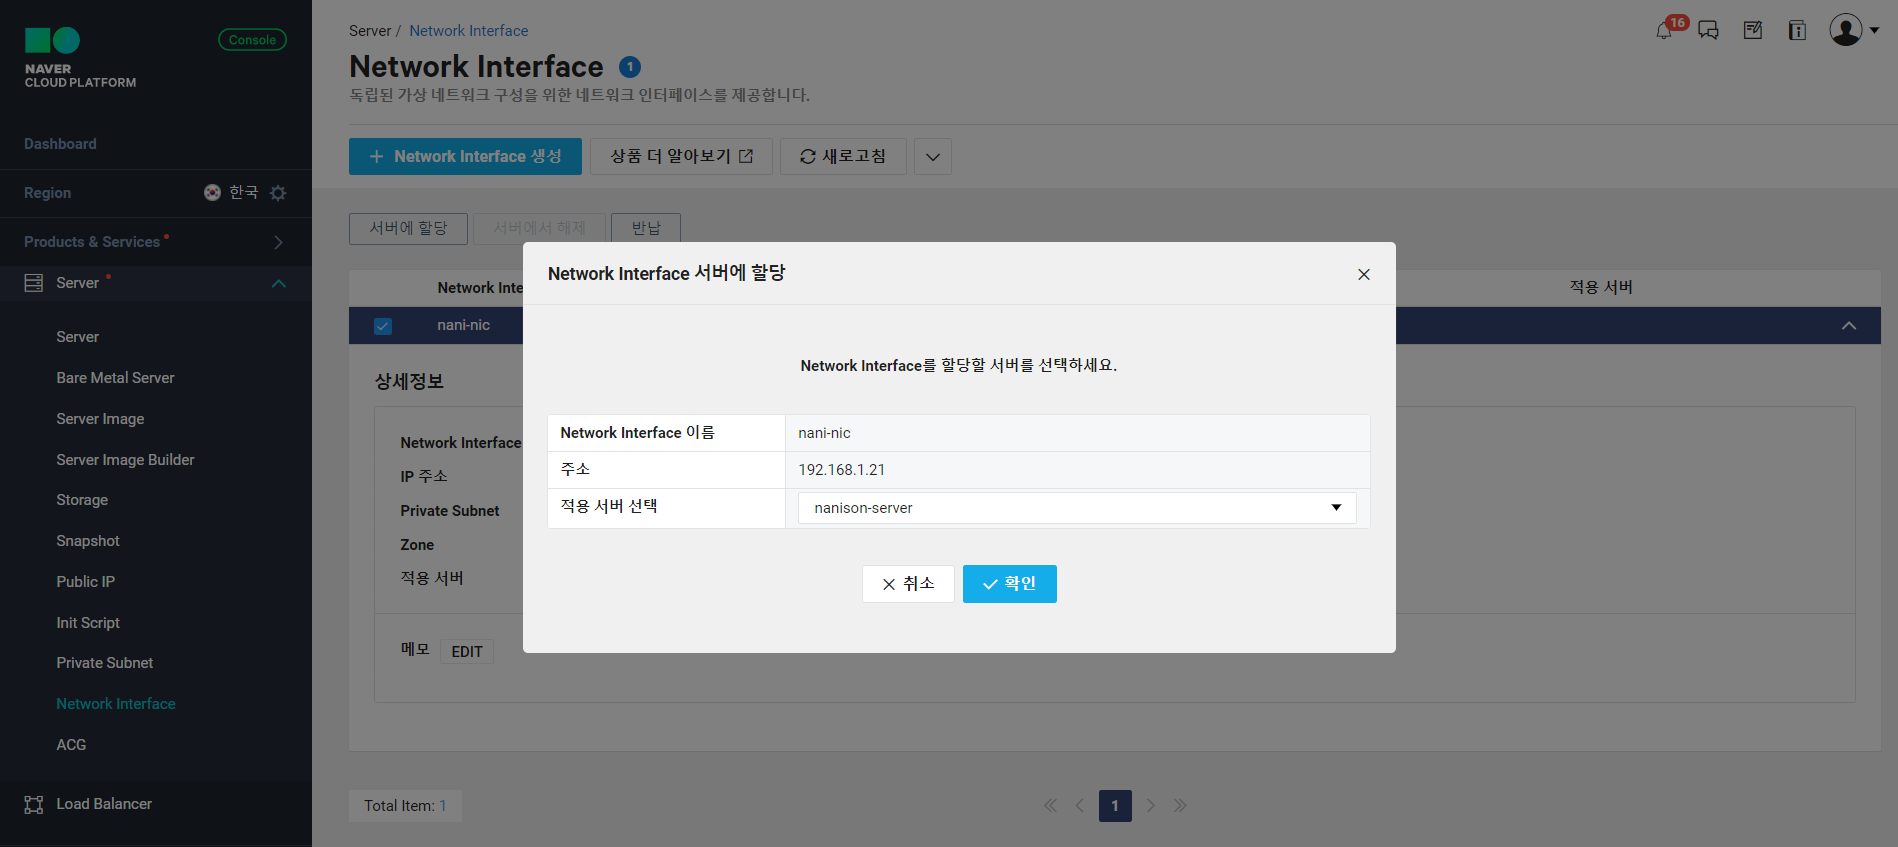 NAVER
CLOUD PLATFORM
Console
Dashboard
Region
한국
Products & Services
Server
Server
Bare Metal Server
Server Image
Server Image Builder
Storage
Snapshot
Public IP
Init Script
Private Subnet
Network Interface
ACG
Load Balancer
Server / Network Interface
16
Network Interface 1
독립된 가상 네트워크 구성을 위한 네트워크 인터페이스를 제공합니다.
+ Network Interface 생성
상품 더 알아보기
새로고침
서버에 할당
서버에서 해제
반납
Network Inte
적용 서버
nani-nic
상세정보
Network Interface
IP 주소
Private Subnet
Zone
적용 서버
메모 EDIT
Network Interface 서버에 할당
Network Interface를 할당할 서버를 선택하세요.
Network Interface 이름 nani-nic
주소 192.168.1.21
적용 서버 선택 nanison-server
취소
확인
Total Item: 1
1